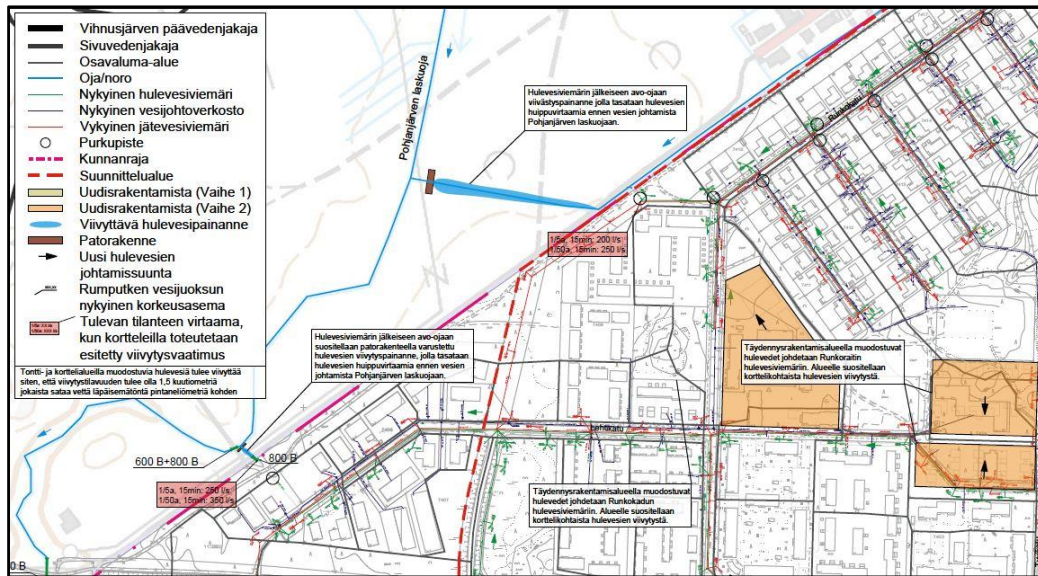 Vihnusjärven päävedenjakaja
Sivuvedenjakaja
Osavaluma-alue
Oja/noro
Nykyinen hulevesiviemäri
Nykyinen vesijohtoverkosto
Vykyinen jätevesiviemäri
Purkupiste
Kunnanraja
Suunnittelualue
Uudisrakentamista (Vaihe 1)
Uudisrakentamista (Vaihe 2)
Viivyttävä hulevesipainanne
Patorakenne
Uusi hulevesien
johtamissuunta
Rumputken vesijuoksun
nykyinen korkeusasema
Tulevan tilanteen virtaama,
kun kortteleilla toteutetaan
esitetty viivytysvaatimus
Tontti- ja korttelialueilla muodostuvia hulevesiä tulee viivyttää
siten, että viivytystilavuuden tulee olla 1,5 kuutiometriä
jokaista sataa vettä läpäisemätöntä pintaneliömetriä kohden
Pohjanjärven laskuoja
Hulevesiviemärin jälkeiseen avo-ojaan
viivästyspainanne jolla tasataan hulevesien
huippuvirtaamia ennen vesien johtamista
Pohjanjärven laskuojaan.
Runkokatu
1/5a, 15min: 200 l/s
1/50a, 15min: 250 l/s
Hulevesiviemärin jälkeiseen avo-ojaan
suositellaan patorakenteella varustettu
hulevesien viivytyspainanne, jolla tasataan
hulevesien huippuvirtaamia ennen vesien
johtamista Pohjanjärven laskuojaan.
Täydennysrakentamisalueella muodostuvat
hulevedet johdetaan Runkoraitin
hulevesiviemäriin. Alueelle suositellaan
korttelikohtaista hulevesien viivytystä.
Lehtikatu
600 B+800 B
800 B
1/5a, 15min: 250 l/s
1/50a, 15min: 350 l/s
Täydennysrakentamisalueella muodostuvat
hulevedet johdetaan Runkokadun
hulevesiviemäriin. Alueelle suositellaan
korttelikohtaista hulevesien viivytystä.
0 B